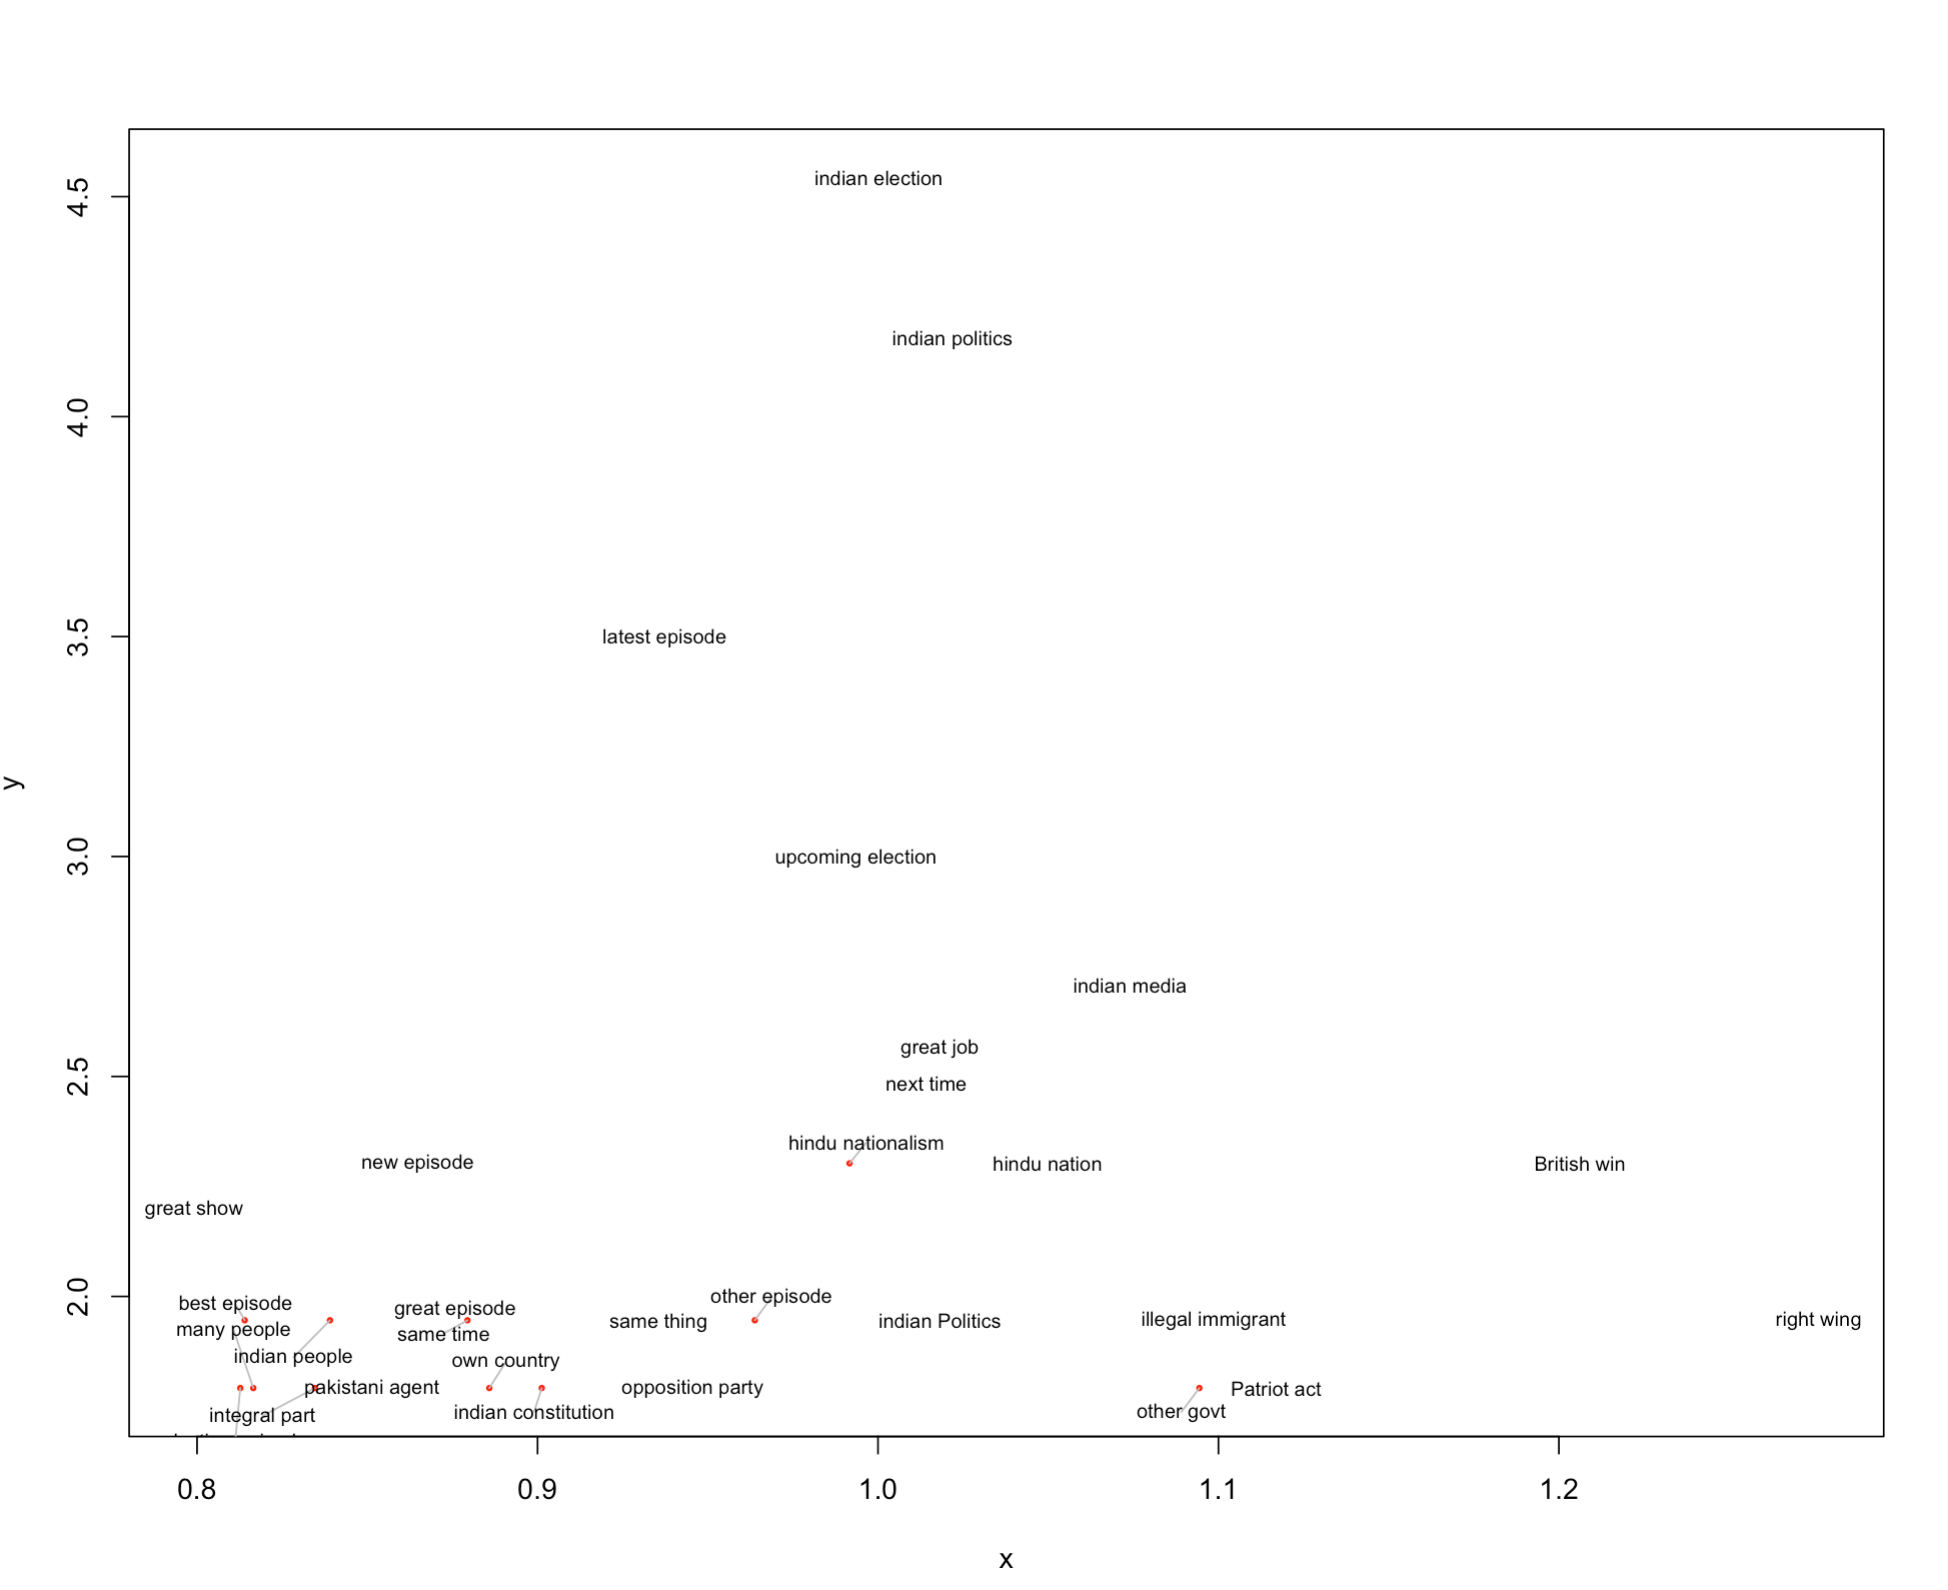 indian election
4.5
indian politics
4.0
latest episode
3.5
upcoming election
3.0
y
indian media
great job
2.5
next time
hindu nationalism
new episode
hindu nation
British win
great show
other episode
2.0
best episode
great episode
same thing
indian Politics
illegal immigrant
right wing
many people
same time
indian people
own country
pakistani agent
opposition party
Patriot act
integral part
indian constitution
other govt
0.8
0.9
1.0
1.1
1.2
x